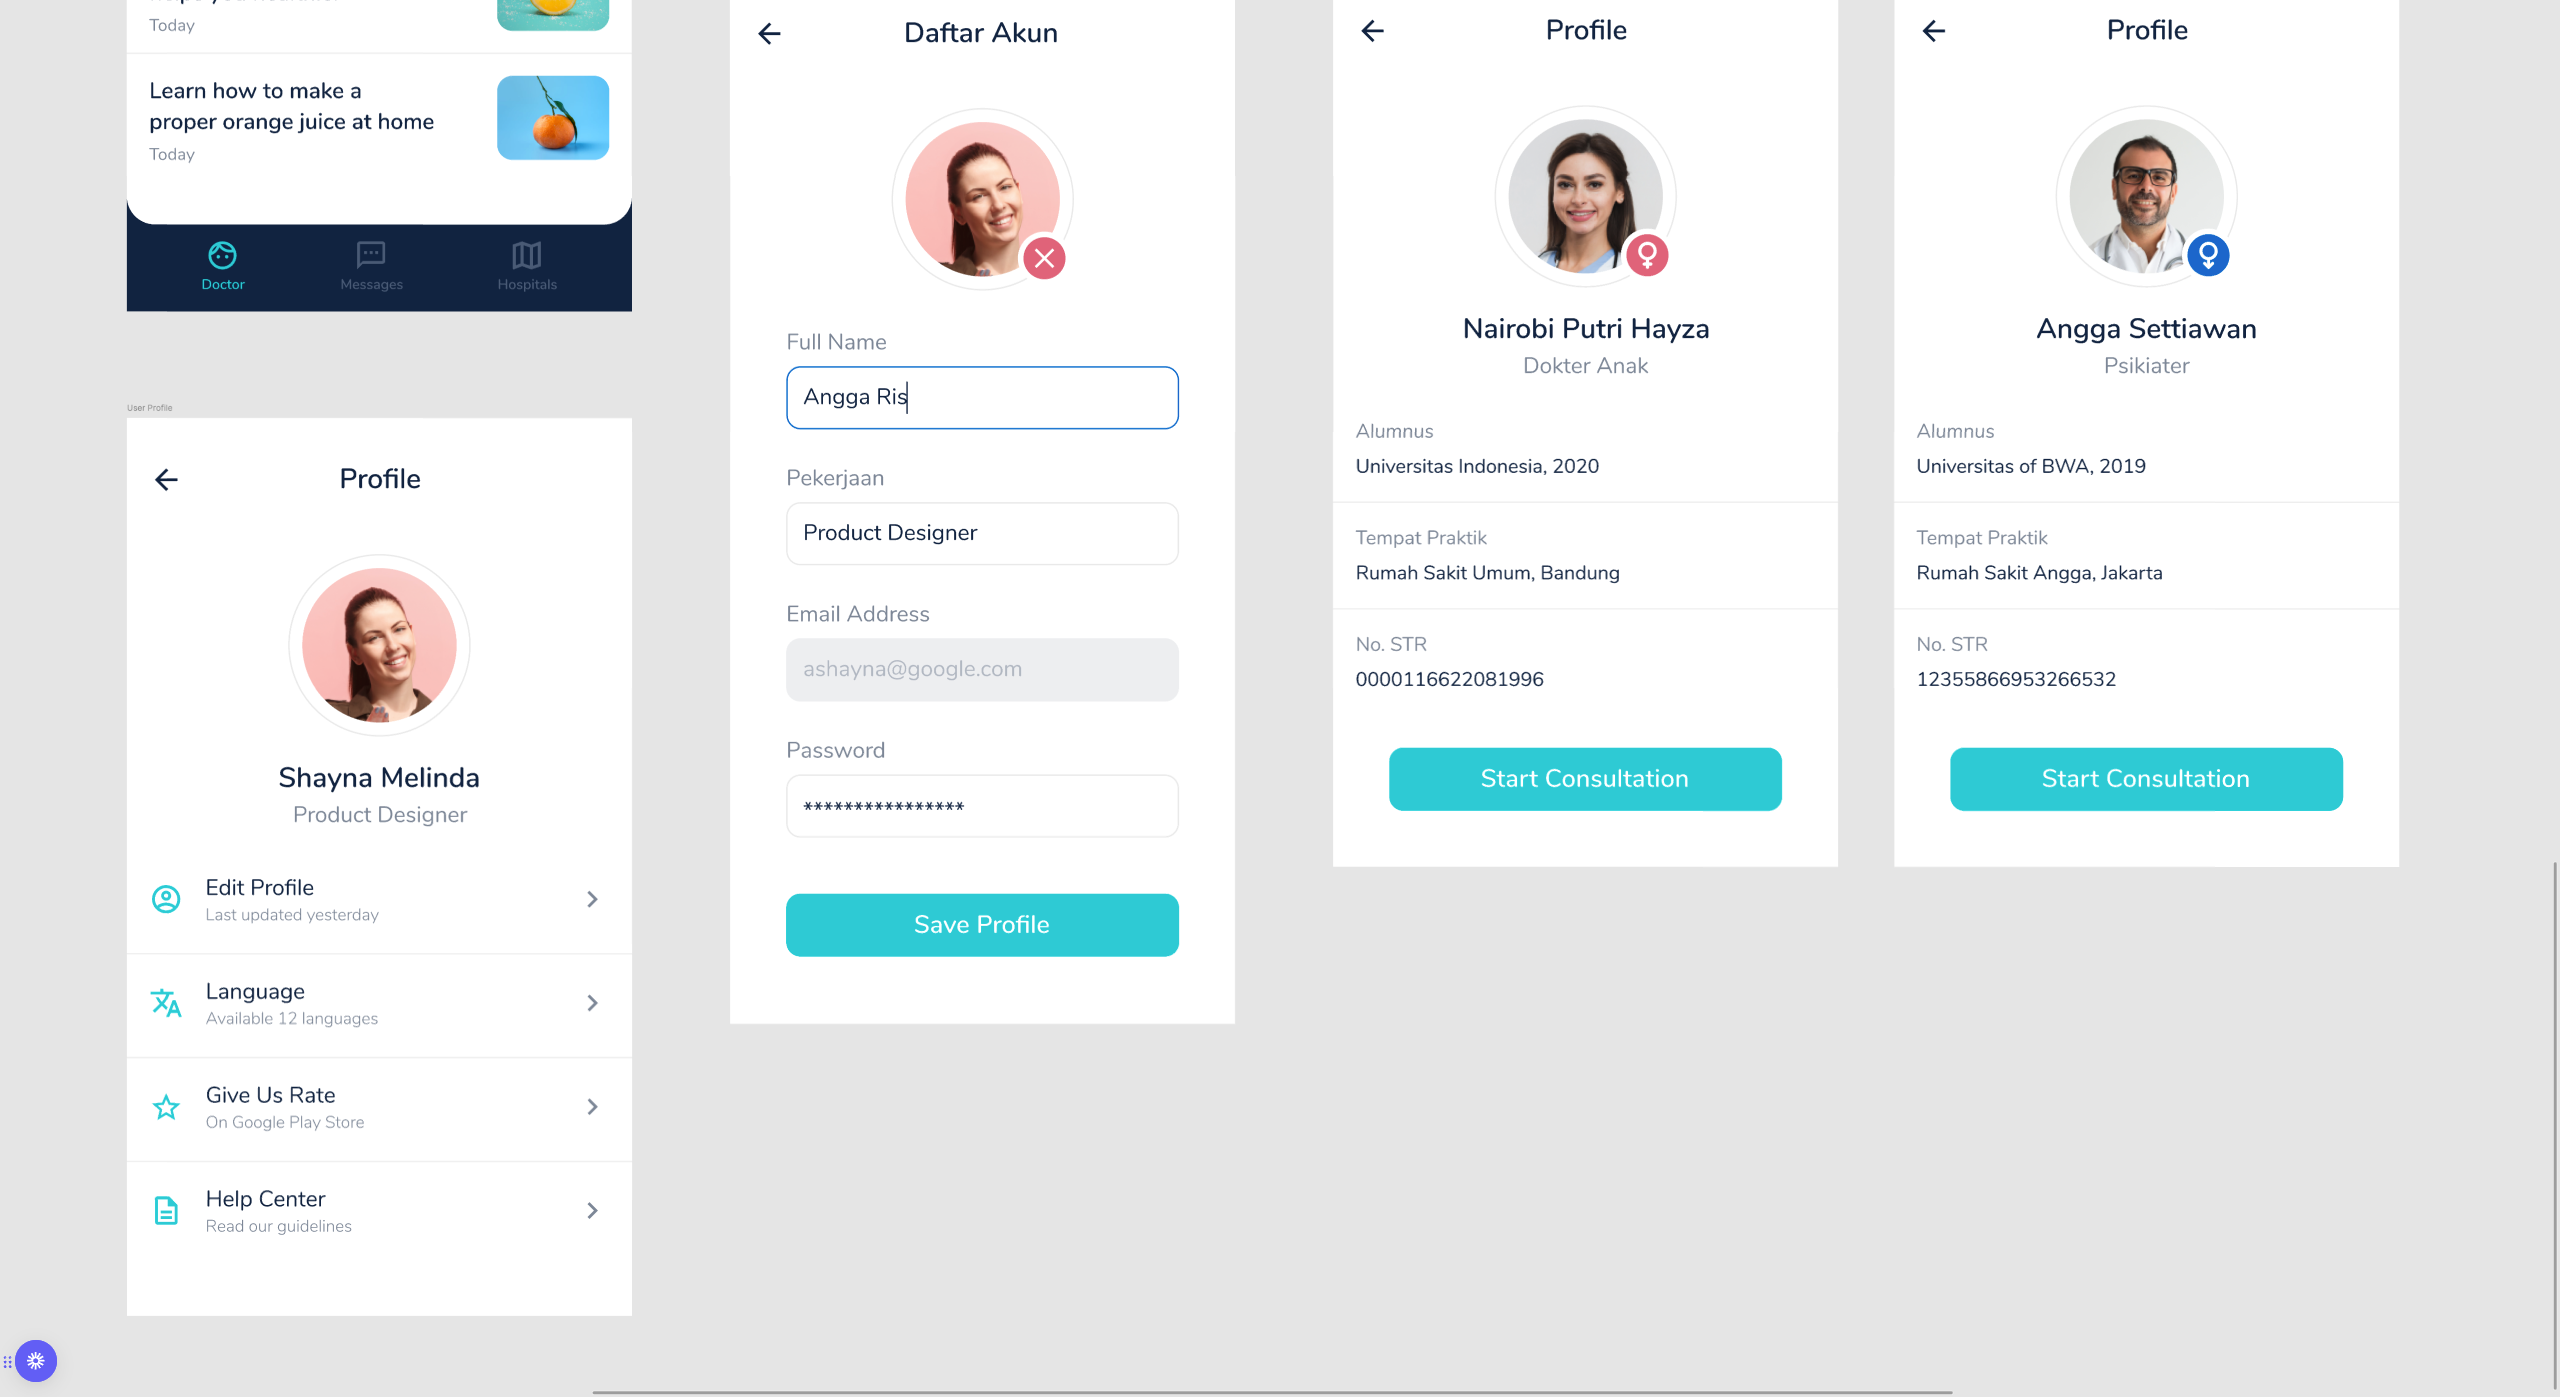 Today
Learn how to make a
proper orange juice at home
Today
Doctor
Messages
Hospitals
User Profile
Profile
Shayna Melinda
Product Designer
Edit Profile
Last updated yesterday
Language
Available 12 languages
Give Us Rate
On Google Play Store
Help Center
Read our guidelines
Daftar Akun
Full Name
Angga Ris
Pekerjaan
Product Designer
Email Address
ashayna@google.com
Password
****************
Save Profile
Profile
Nairobi Putri Hayza
Dokter Anak
Alumnus
Universitas Indonesia, 2020
Tempat Praktik
Rumah Sakit Umum, Bandung
No. STR
0000116622081996
Start Consultation
Profile
Angga Settiawan
Psikiater
Alumnus
Universitas of BWA, 2019
Tempat Praktik
Rumah Sakit Angga, Jakarta
No. STR
12355866953266532
Start Consultation